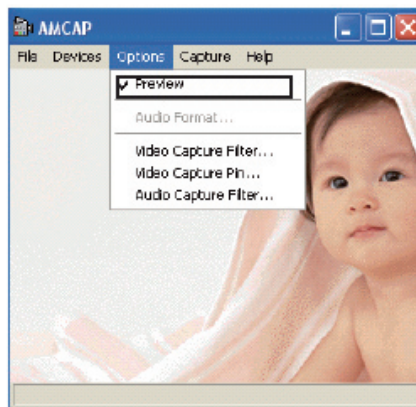 AMCAP
File Devices Options Capture Help
Preview
Audio Format...
Video Capture Filter...
Video Capture Pin...
Audio Capture Filter...